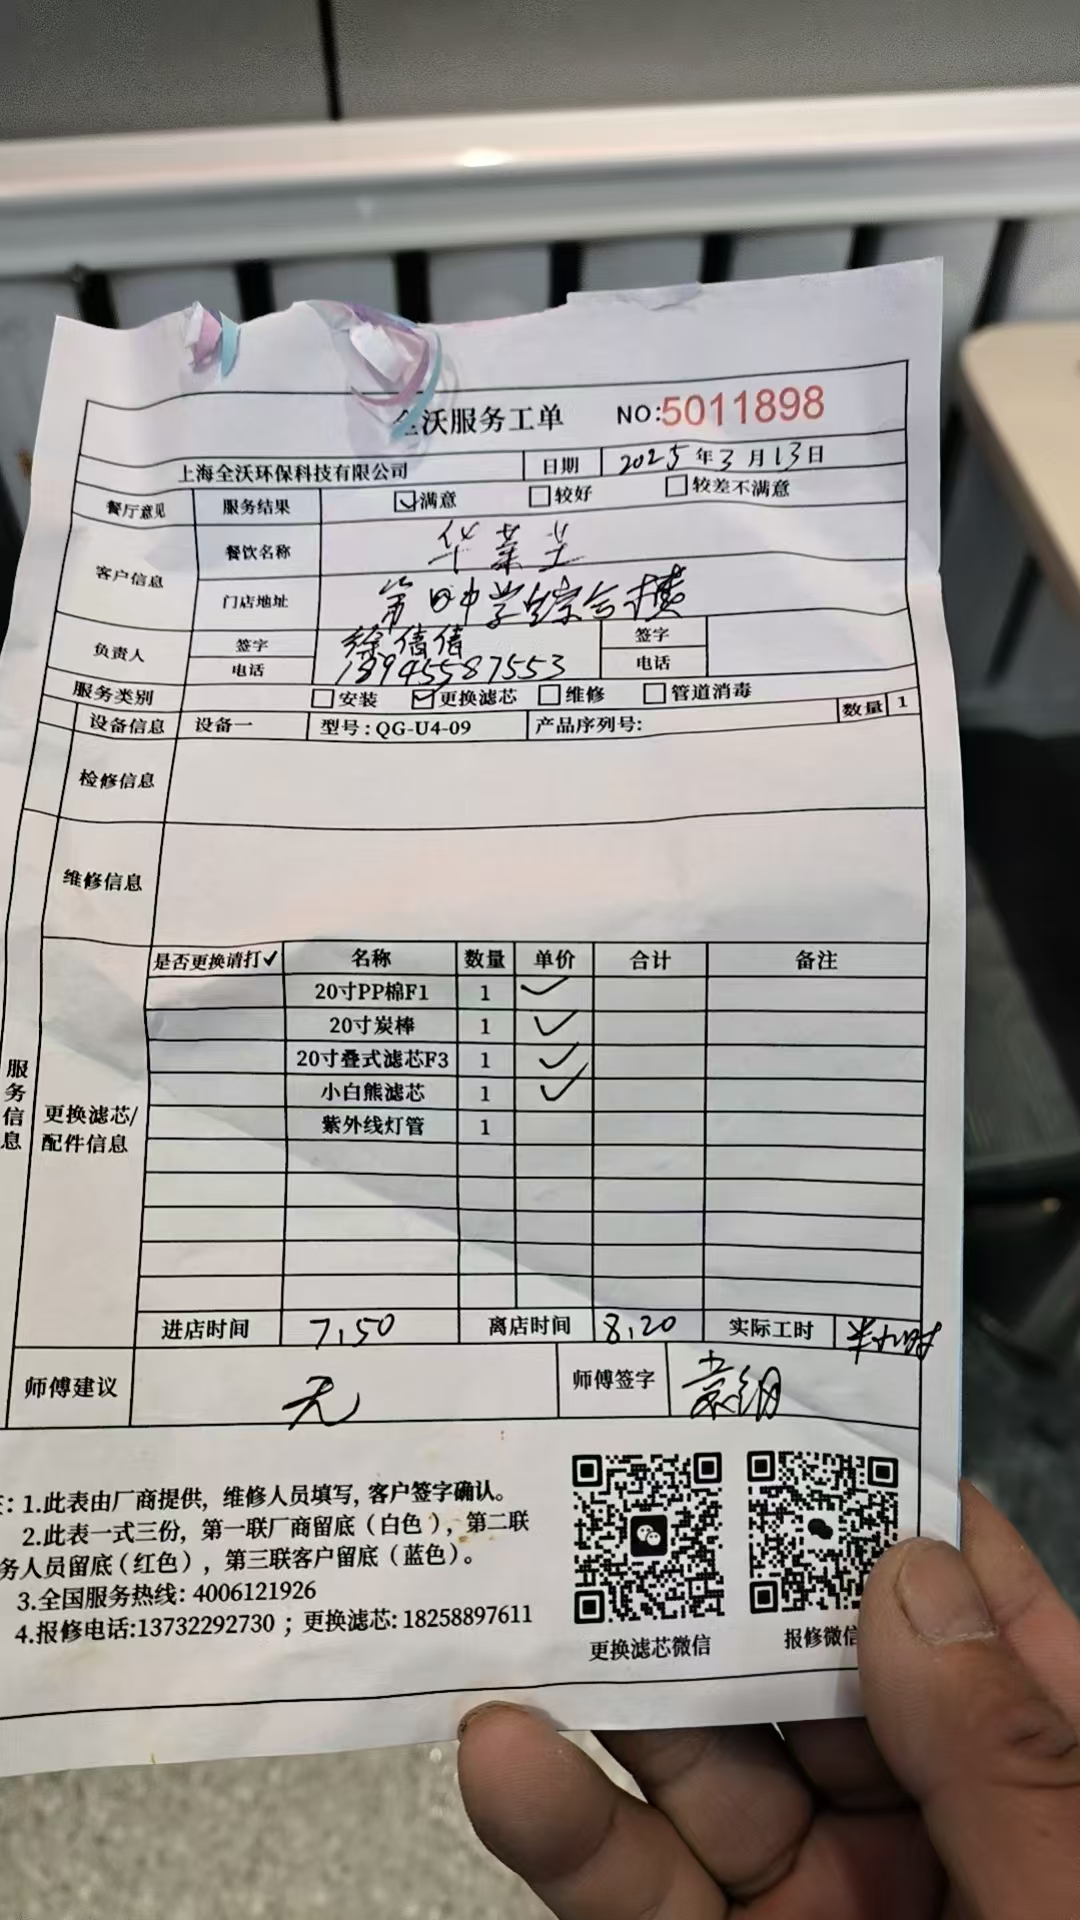 全沃服务工单 NO:5011898
上海全沃环保科技有限公司 日期 2025年3月13日
餐厅意见 服务结果 ☑满意 □较好 □较差不满意
客户信息 餐饮名称 华莱士
门店地址 第四中学综合楼
负责人 签字 徐倩倩 签字
电话 13945587553 电话
服务类别 □安装 ☑更换滤芯 □维修 □管道消毒
设备信息 设备一 型号:QG-U4-09 产品序列号: 数量 1
检修信息
维修信息
服务信息
更换滤芯/配件信息
是否更换请打✓ 名称 数量 单价 合计 备注
20寸PP棉F1 1 ✓
20寸炭棒 1 ✓
20寸叠式滤芯F3 1 ✓
小白熊滤芯 1 ✓
紫外线灯管 1
进店时间 7:50 离店时间 8:20 实际工时 半小时
师傅建议 无 师傅签字
1.此表由厂商提供, 维修人员填写, 客户签字确认。
2.此表一式三份, 第一联厂商留底(白色), 第二联
务人员留底(红色), 第三联客户留底(蓝色)。
3.全国服务热线: 4006121926
4.报修电话:13732292730 ; 更换滤芯: 18258897611
更换滤芯微信 报修微信